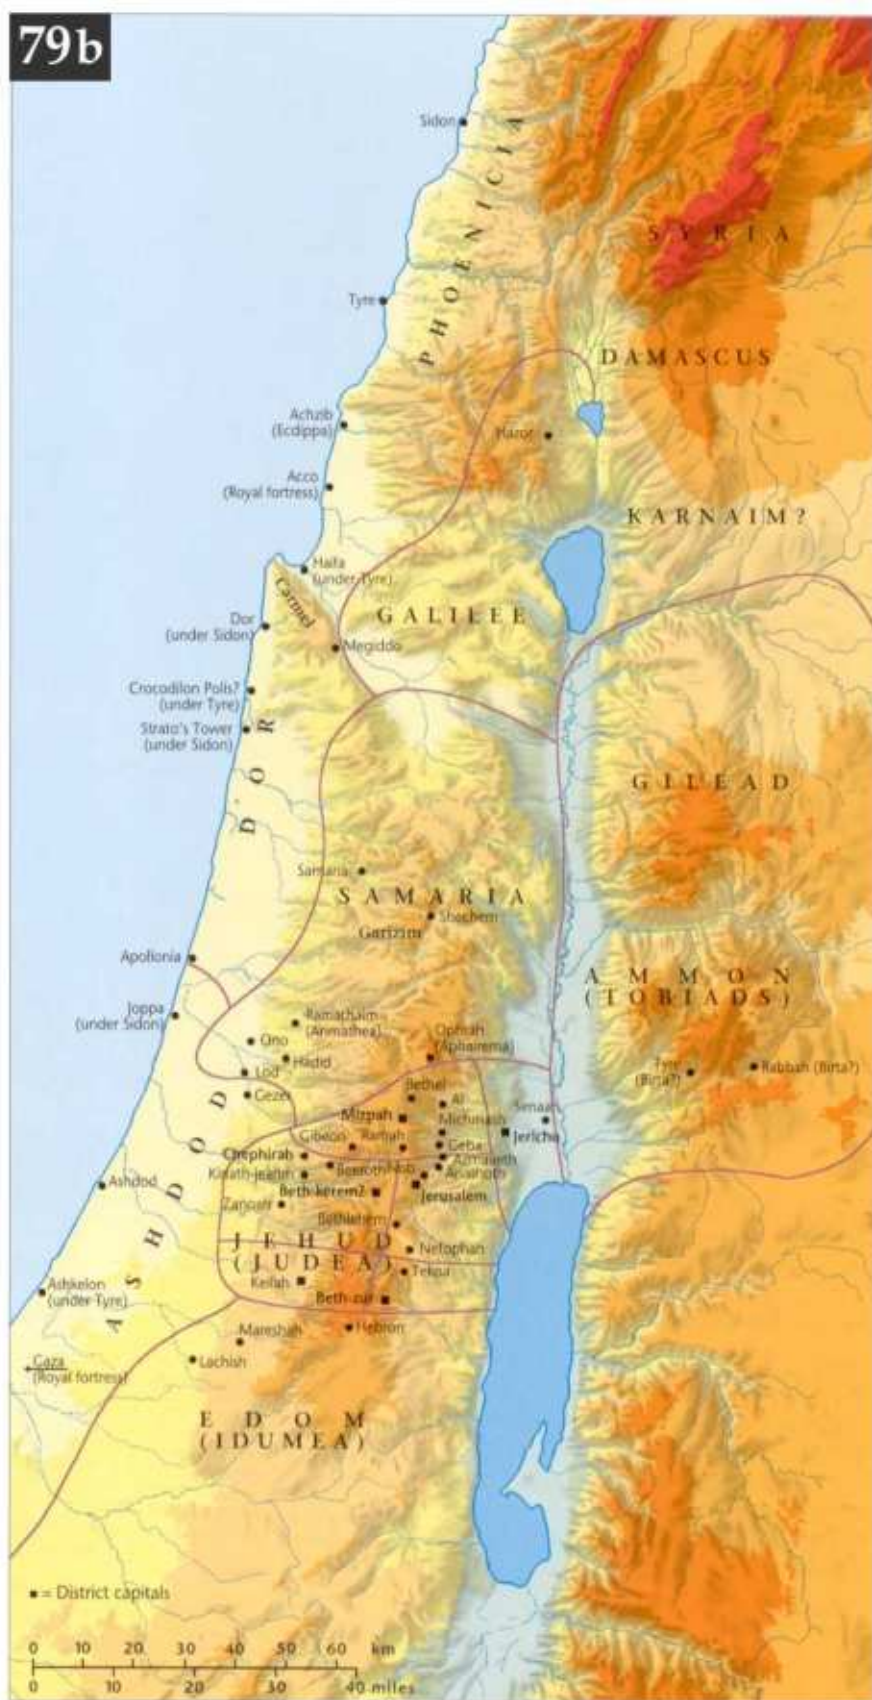 79b
Sidon
PHOENICIA
SYRIA
Tyre
DAMASCUS
Achzib
(Ecdippa)
Hazor
Acco
(Royal fortress)
KARNAIM?
Haifa
(under Tyre)
Carmel
GALILEE
Dor
(under Sidon)
Megiddo
Crocodilon Polis?
(under Tyre)
Strato's Tower
(under Sidon)
DOR
GILEAD
Samaria
SAMARIA
Shechem
Garizim
Apollonia
AMMON
(TOBIADS)
Joppa
(under Sidon)
Ramathaim
(Arimathea)
Ono
Ophrah
(Aphairema)
Hadid
Lod
Tyre
(Birta?)
Rabbah (Birta?)
Gezer
Bethel
Ai
Senaah
Mizpah
Michmash
Jericho
Gibeon
Ramah
Geba
Chephirah
Azmaveth
Kiriath-jearim
Beeroth
Nob
Anathoth
Ashdod
Beth-kerem?
Jerusalem
Zanoah
ASHDOD
Bethlehem
JEHUD
(JUDEA)
Netophah
Tekoa
Keilah
Ashkelon
(under Tyre)
Beth-zur
Mareshah
Hebron
Lachish
Gaza
(Royal fortress)
EDOM
(IDUMEA)
= District capitals
0 10 20 30 40 50 60 km
0 10 20 30 40 miles